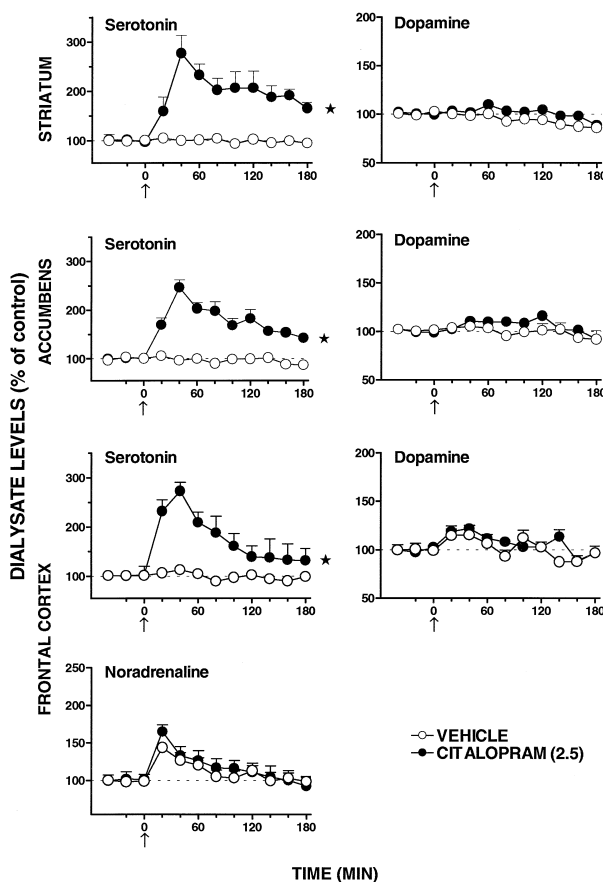 DIALYSATE LEVELS (% of control)
STRIATUM
Serotonin
300
200
100
0 60 120 180
↑
★
Dopamine
200
150
100
50
0 60 120 180
↑
ACCUMBENS
Serotonin
300
200
100
0 60 120 180
↑
★
Dopamine
200
150
100
50
0 60 120 180
↑
FRONTAL CORTEX
Serotonin
300
200
100
0 60 120 180
↑
★
Dopamine
200
150
100
50
0 60 120 180
↑
Noradrenaline
250
200
150
100
0 60 120 180
↑
VEHICLE
CITALOPRAM (2.5)
TIME (MIN)